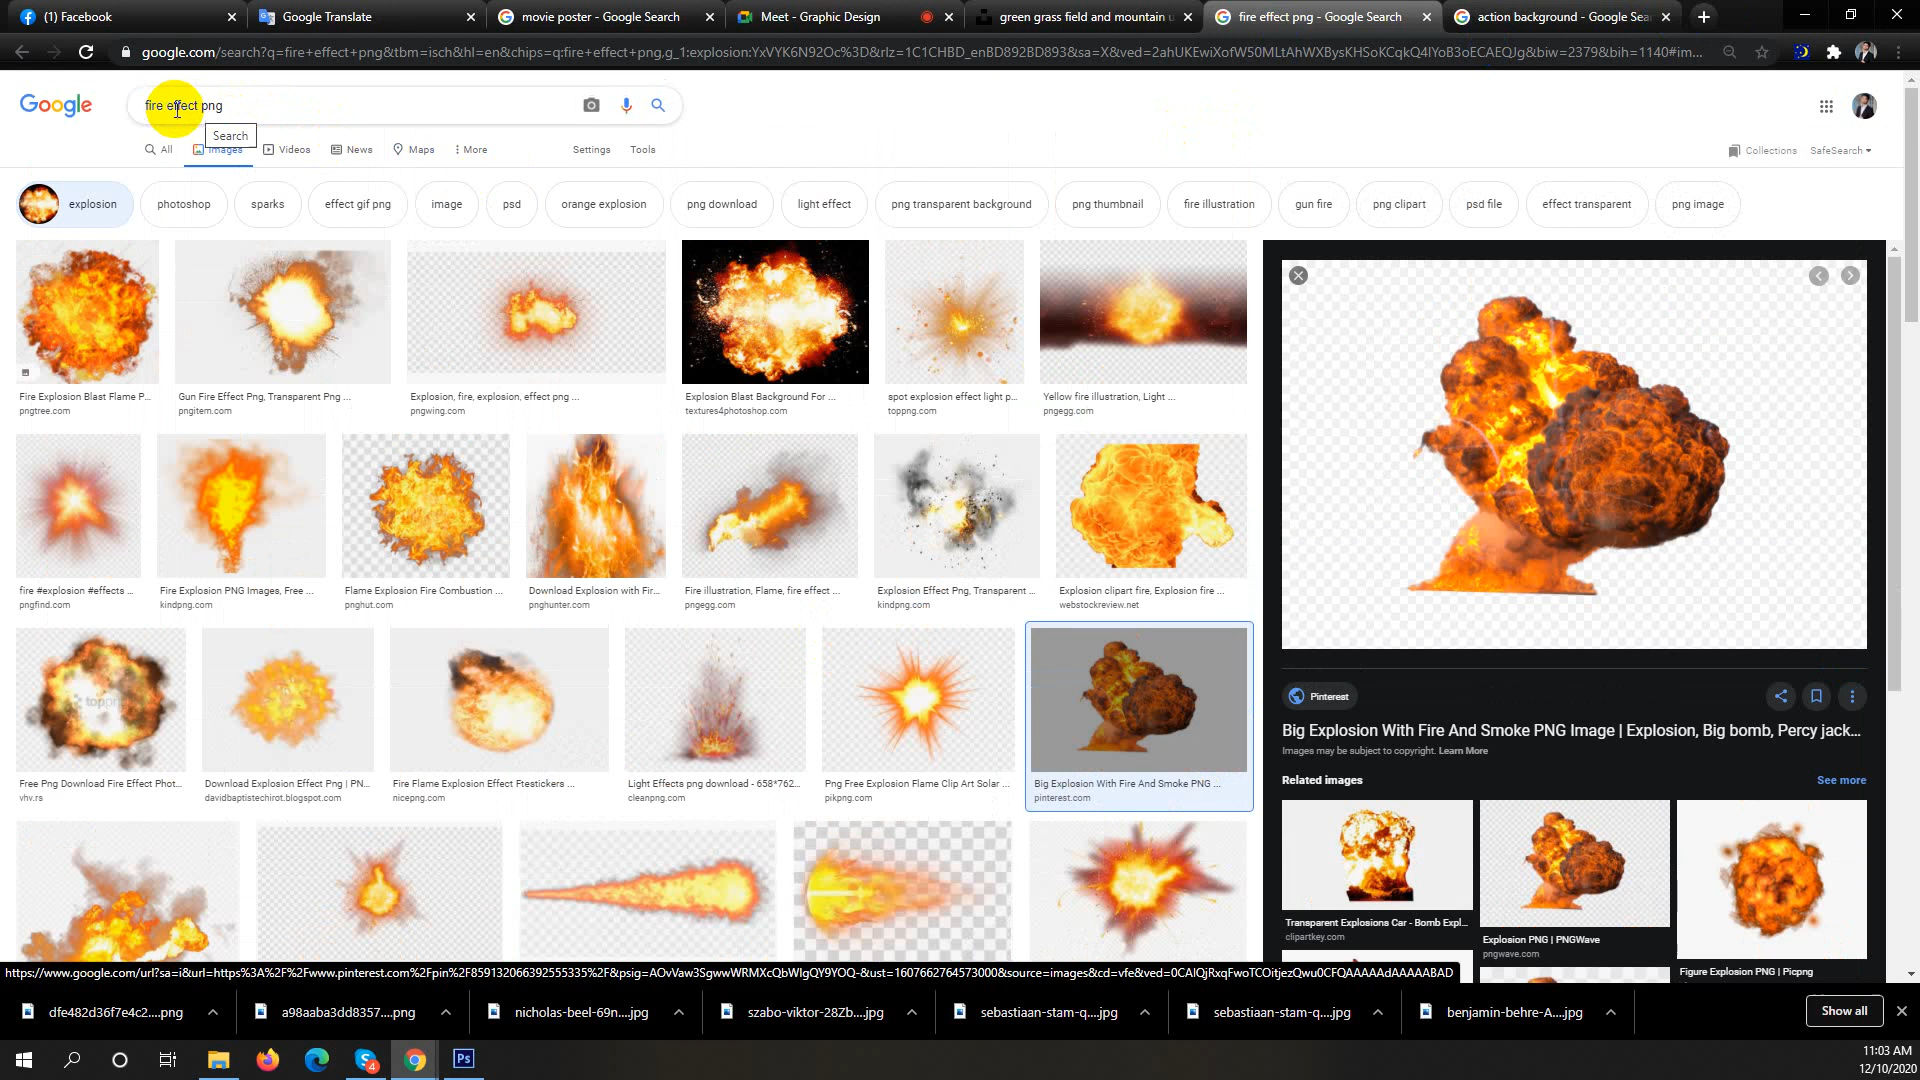 (1) Facebook
Google Translate
movie poster - Google Search
Meet - Graphic Design
green grass field and mountain u
fire effect png - Google Search
action background - Google Sea
google.com/search?q=fire+effect+png&tbm=isch&hl=en&chips=q:fire+effect+png,g_1:explosion:YxVYK6N92Oc%3D&rlz=1C1CHBD_enBD892BD893&sa=X&ved=2ahUKEwiXofW50MLtAhWXBysKHSoKCqkQ4lYoB3oECAEQJg&biw=2379&bih=1140#im...
Google
fire effect png
Search
All
Images
Videos
News
Maps
More
Settings
Tools
Collections
SafeSearch
explosion
photoshop
sparks
effect gif png
image
psd
orange explosion
png download
light effect
png transparent background
png thumbnail
fire illustration
gun fire
png clipart
psd file
effect transparent
png image
Fire Explosion Blast Flame P...
pngtree.com
Gun Fire Effect Png, Transparent Png ...
pngitem.com
Explosion, fire, explosion, effect png ...
pngwing.com
Explosion Blast Background For ...
textures4photoshop.com
spot explosion effect light p...
toppng.com
Yellow fire illustration, Light ...
pngegg.com
fire #explosion #effects ...
pngfind.com
Fire Explosion PNG Images, Free ...
kindpng.com
Flame Explosion Fire Combustion ...
pnghut.com
Download Explosion with Fir...
pnghunter.com
Fire illustration, Flame, fire effect ...
pngegg.com
Explosion Effect Png, Transparent ...
kindpng.com
Explosion clipart fire, Explosion fire ...
webstockreview.net
Free Png Download Fire Effect Phot...
vhv.rs
Download Explosion Effect Png | PN...
davidbaptistechirot.blogspot.com
Fire Flame Explosion Effect Ftestickers ...
nicepng.com
Light Effects png download - 658*762...
cleanpng.com
Png Free Explosion Flame Clip Art Solar ...
pikpng.com
Big Explosion With Fire And Smoke PNG ...
pinterest.com
Pinterest
Big Explosion With Fire And Smoke PNG Image | Explosion, Big bomb, Percy jack...
Images may be subject to copyright. Learn More
Related images
See more
Transparent Explosions Car - Bomb Expl...
clipartkey.com
Explosion PNG | PNGWave
pngwave.com
Figure Explosion PNG | Picpng
https://www.google.com/url?sa=i&url=https%3A%2F%2Fwww.pinterest.com%2Fpin%2F859132066392555335%2F&psig=AOvVaw3SgwwWRMXcQbWIgQY9YOQ-&ust=1607662764573000&source=images&cd=vfe&ved=0CAIQjRxqFwoTCOitjezQwu0CFQAAAAAdAAAAABAD
dfe482d36f7e4c2....png
a98aaba3dd8357....png
nicholas-beel-69n....jpg
szabo-viktor-28Zb....jpg
sebastiaan-stam-q....jpg
sebastiaan-stam-q....jpg
benjamin-behre-A....jpg
Show all
4
Ps
11:03 AM
12/10/2020